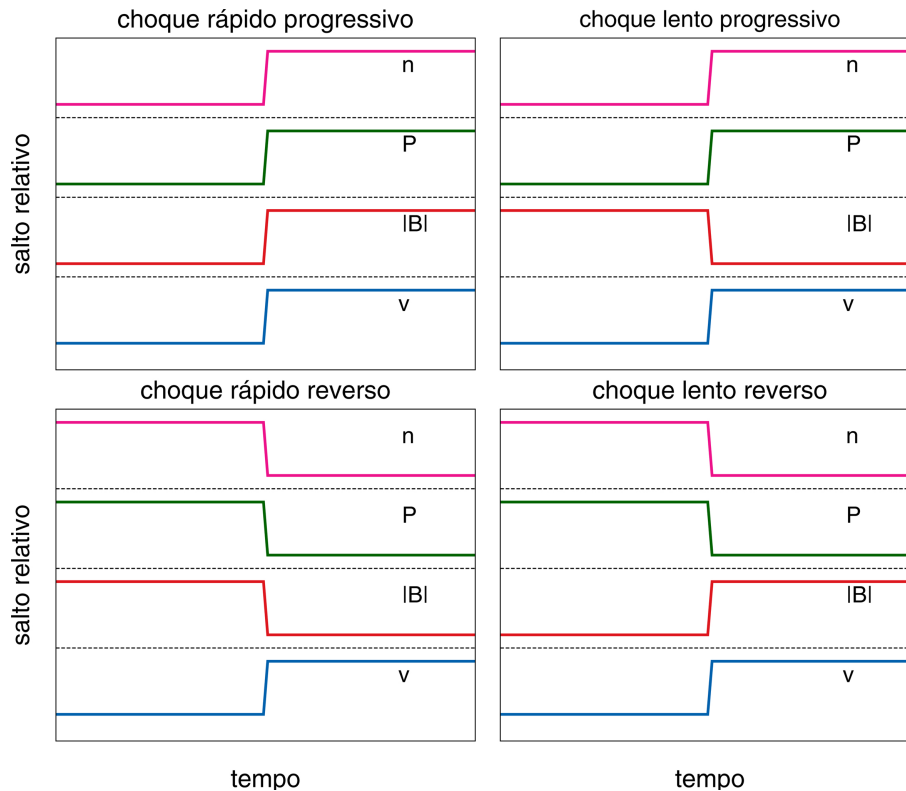 choque rápido progressivo
n
P
|B|
v
salto relativo
choque lento progressivo
n
P
|B|
v
choque rápido reverso
n
P
|B|
v
salto relativo
tempo
choque lento reverso
n
P
|B|
v
tempo